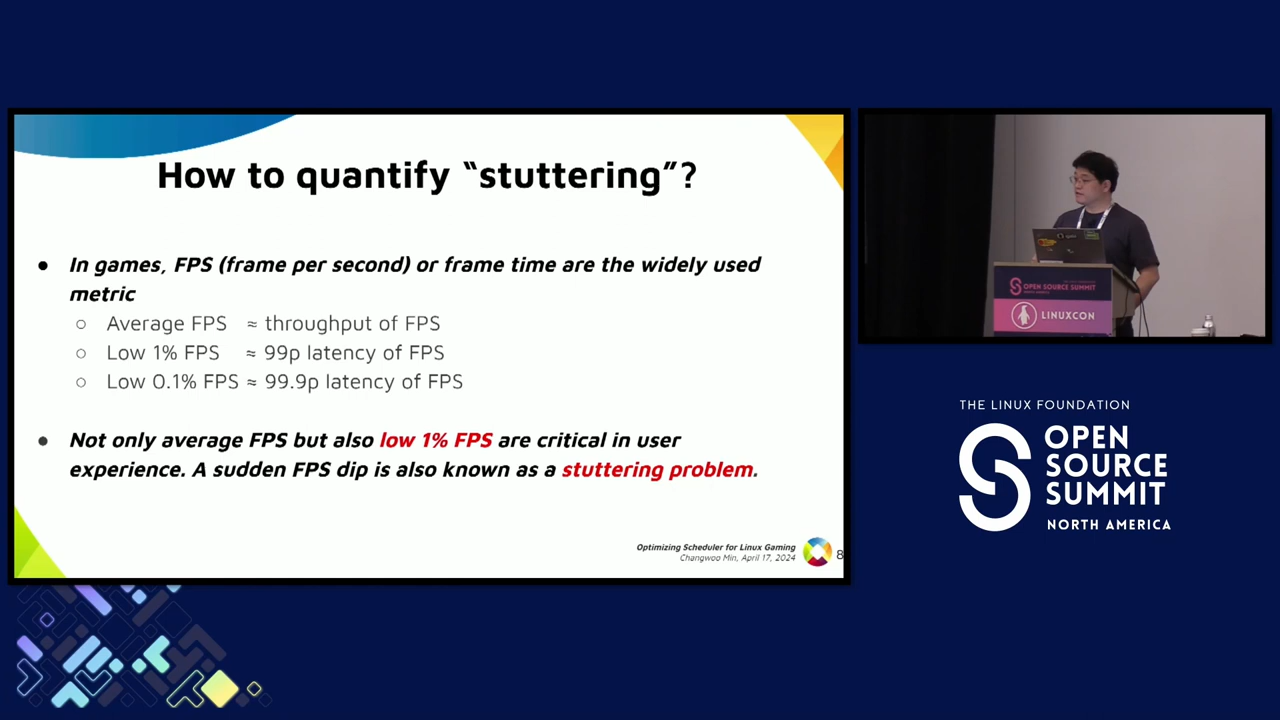 How to quantify “stuttering”?
● In games, FPS (frame per second) or frame time are the widely used
metric
○ Average FPS ≈ throughput of FPS
○ Low 1% FPS ≈ 99p latency of FPS
○ Low 0.1% FPS ≈ 99.9p latency of FPS
● Not only average FPS but also low 1% FPS are critical in user
experience. A sudden FPS dip is also known as a stuttering problem.
Optimizing Scheduler for Linux Gaming
Changwoo Min, April 17, 2024
8
OPEN SOURCE SUMMIT
NORTH AMERICA
LINUXCON
THE LINUX FOUNDATION
OPEN
SOURCE
SUMMIT
NORTH AMERICA